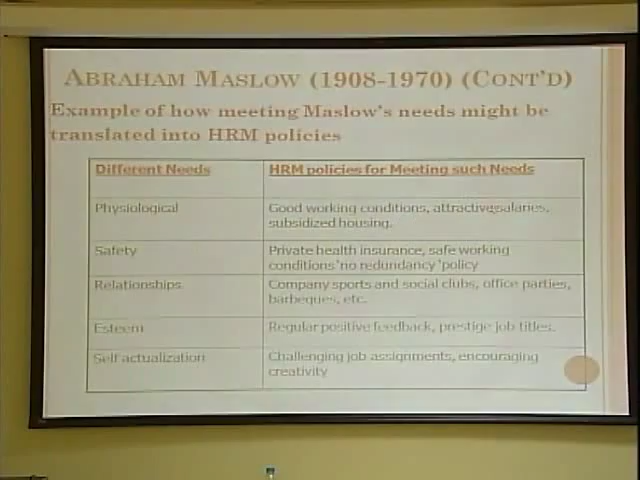 ABRAHAM MASLOW (1908-1970) (CONT'D)
Example of how meeting Maslow's needs might be
translated into HRM policies
Different Needs
HRM policies for Meeting such Needs
Physiological
Good working conditions, attractive salaries,
subsidized housing.
Safety
Private health insurance, safe working
conditions 'no redundancy 'policy
Relationships
Company sports and social clubs, office parties,
barbeques, etc.
Esteem
Regular positive feedback, prestige job titles.
Self actualization
Challenging job assignments, encouraging
creativity